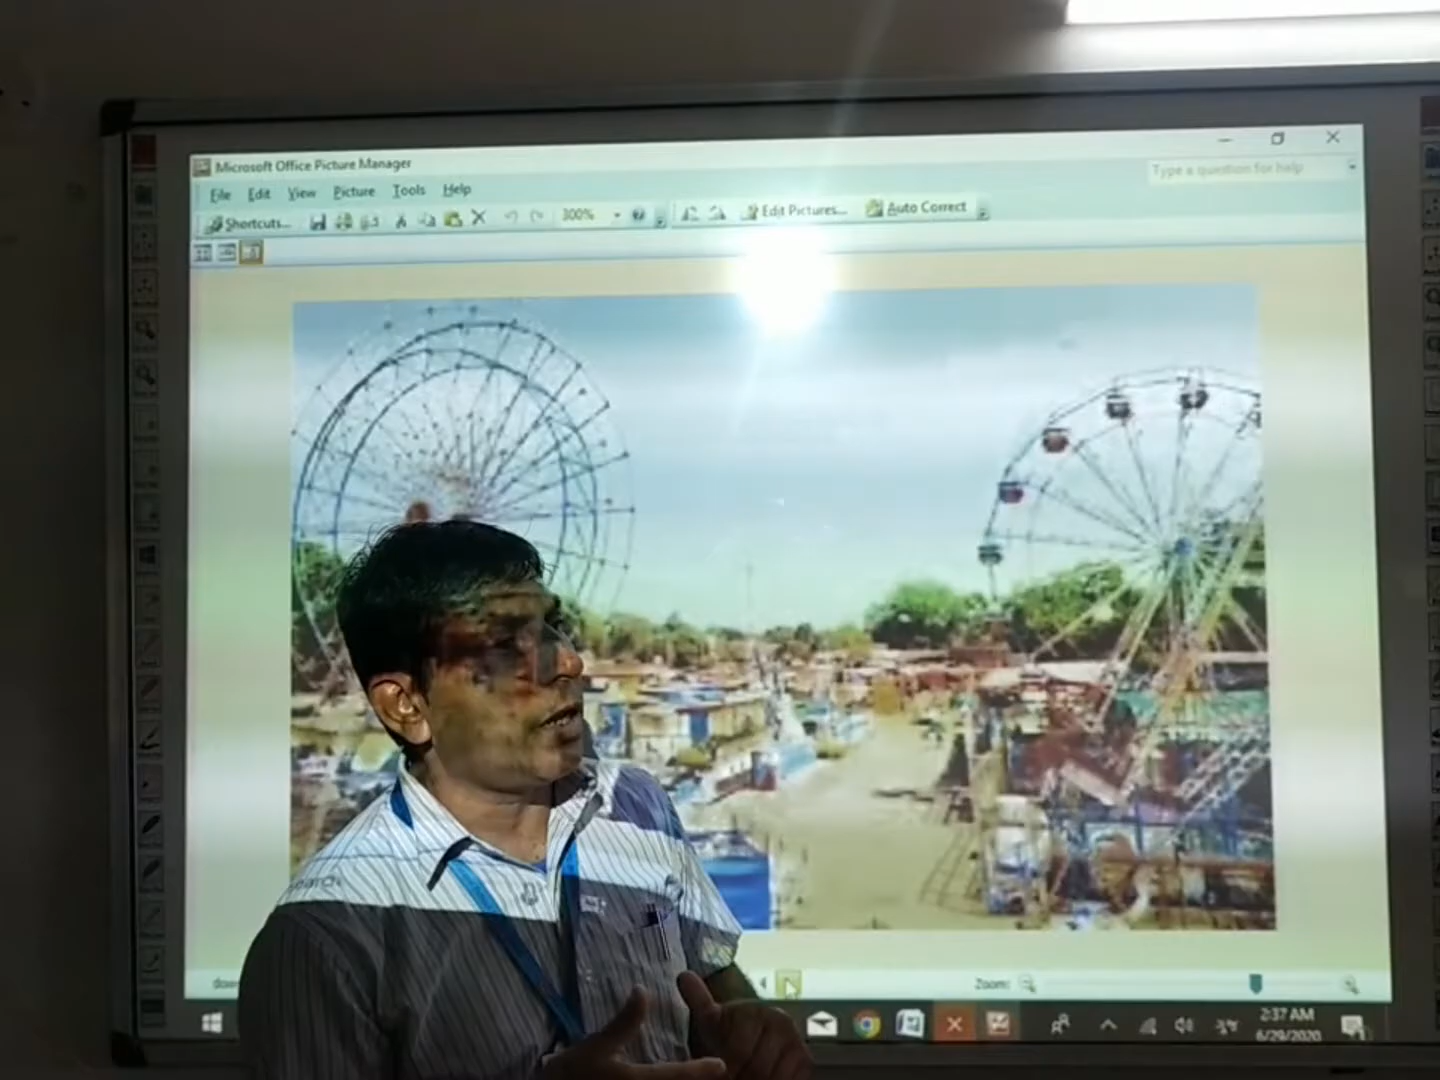 Microsoft Office Picture Manager
Type a question for help
File Edit View Picture Tools Help
Shortcuts... 300% Edit Pictures... Auto Correct
Zoom:
2:37 AM
6/29/2020